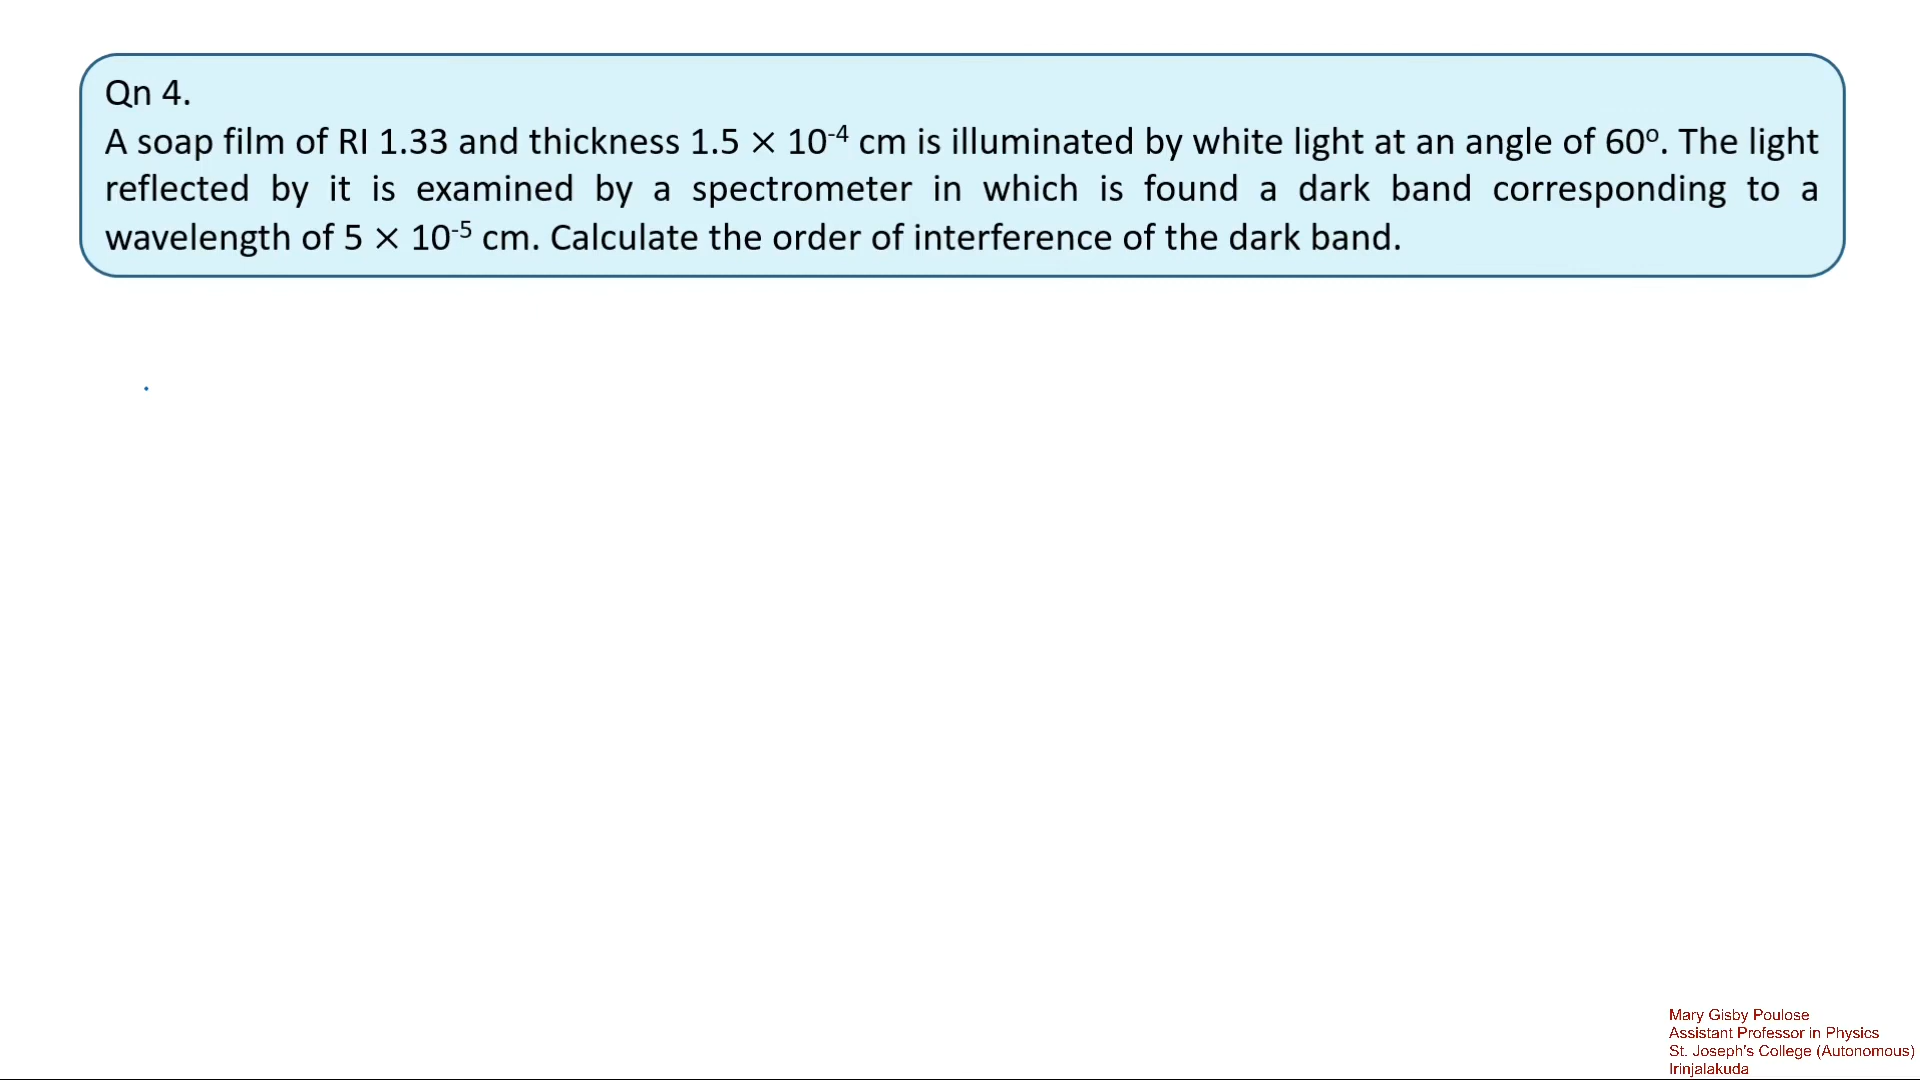 Qn 4.
A soap film of RI 1.33 and thickness 1.5 × 10⁻⁴ cm is illuminated by white light at an angle of 60º. The light
reflected by it is examined by a spectrometer in which is found a dark band corresponding to a
wavelength of 5 × 10⁻⁵ cm. Calculate the order of interference of the dark band.
Mary Gisby Poulose
Assistant Professor in Physics
St. Joseph's College (Autonomous)
Irinjalakuda